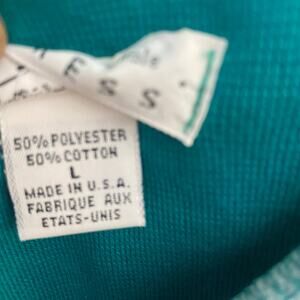 50% POLYESTER
50% COTTON
L
MADE IN U.S.A.
FABRIQUE AUX
ETATS-UNIS